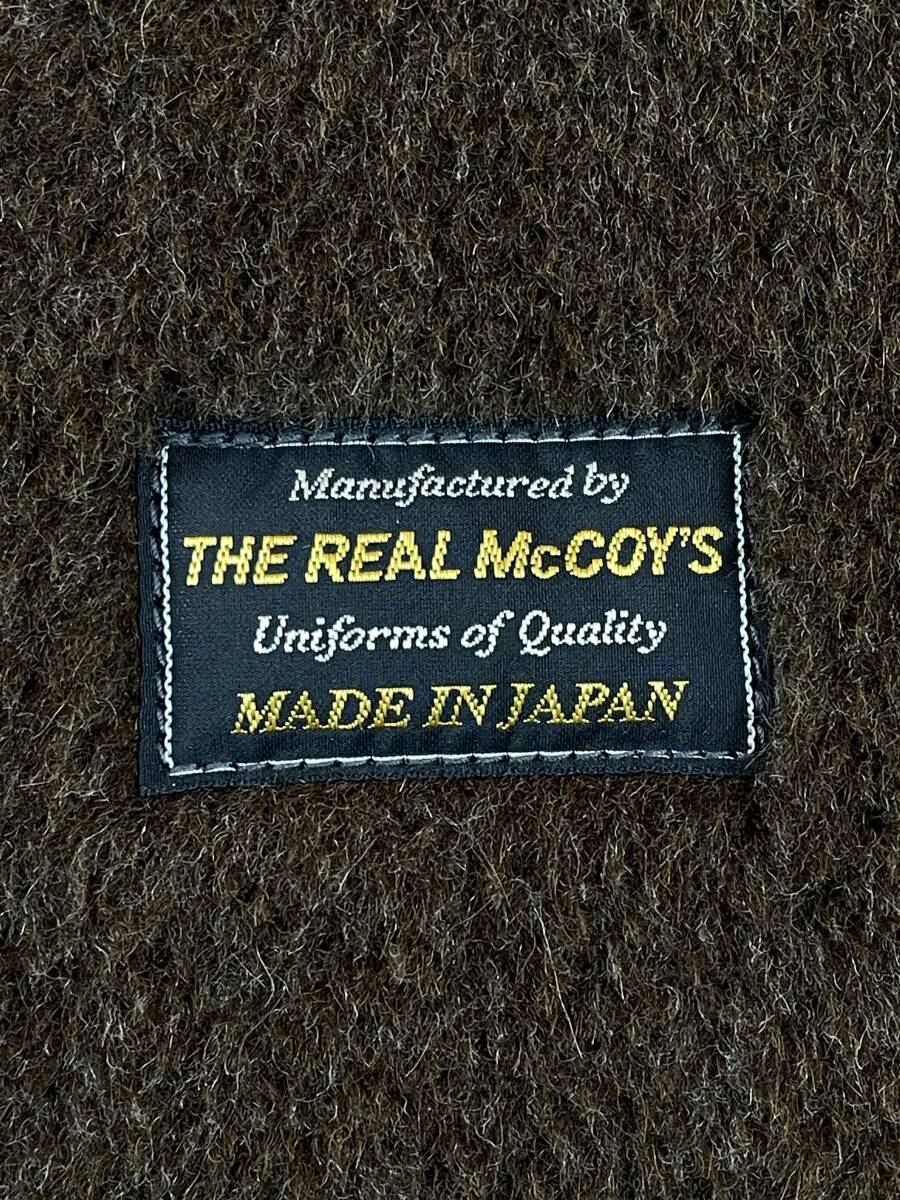 Manufactured by
THE REAL McCOY'S
Uniforms of Quality
MADE IN JAPAN